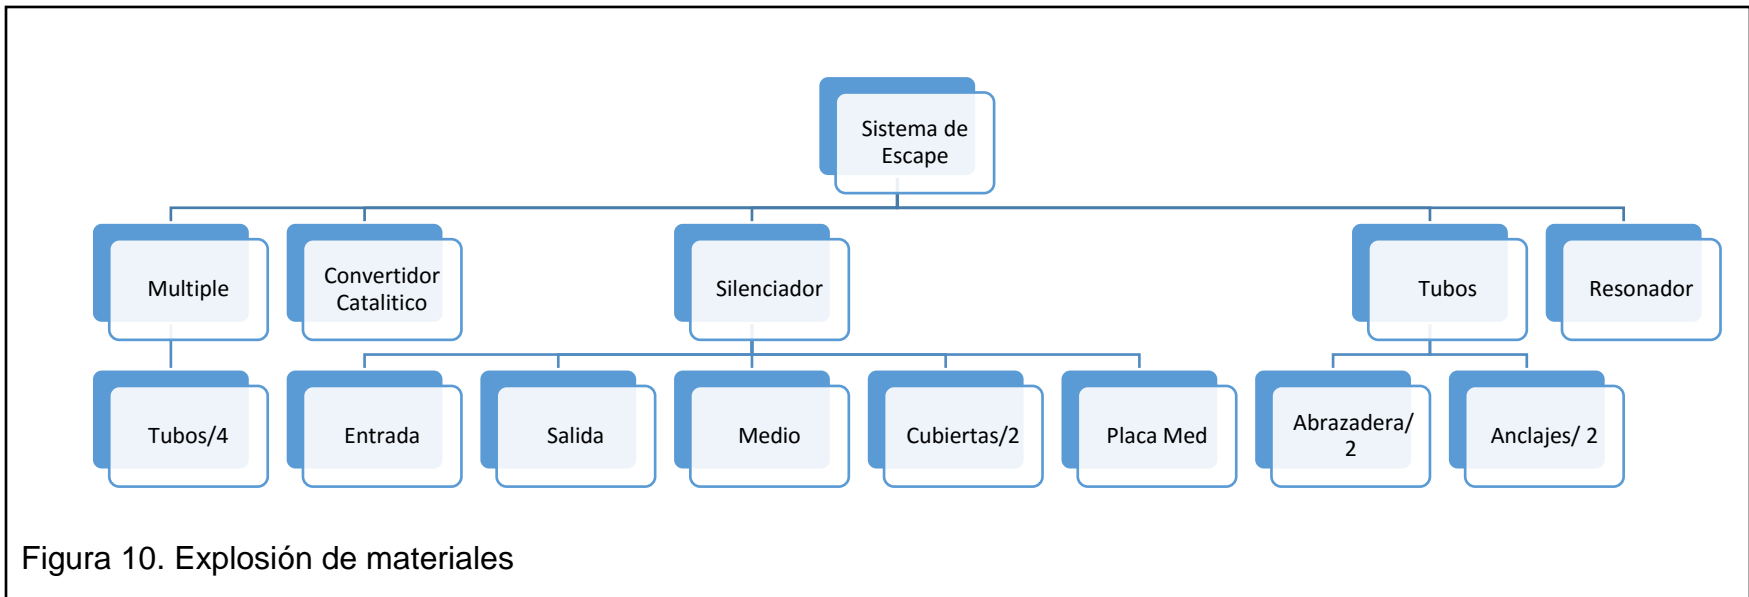 Sistema de
Escape
Multiple
Convertidor
Catalitico
Silenciador
Tubos
Resonador
Tubos/4
Entrada
Salida
Medio
Cubiertas/2
Placa Med
Abrazadera/
2
Anclajes/ 2
Figura 10. Explosión de materiales